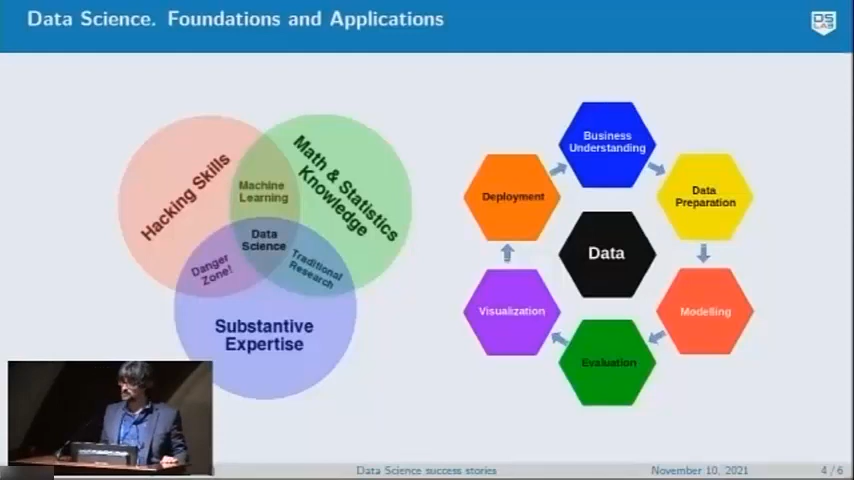 Data Science. Foundations and Applications
DS
LAB
Hacking Skills
Math & Statistics
Knowledge
Machine
Learning
Data
Science
Danger
Zone!
Traditional
Research
Substantive
Expertise
Business
Understanding
Deployment
Data
Preparation
Data
Visualization
Modelling
Evaluation
Data Science success stories
November 10, 2021
4 / 6